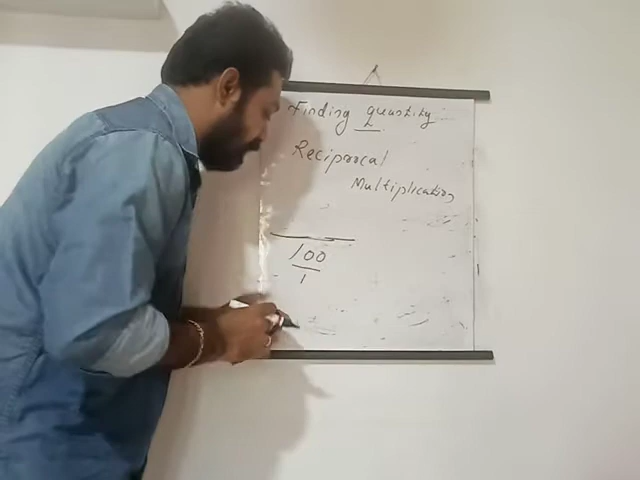 Finding quantity
Reciprocal
Multiplication
100
1